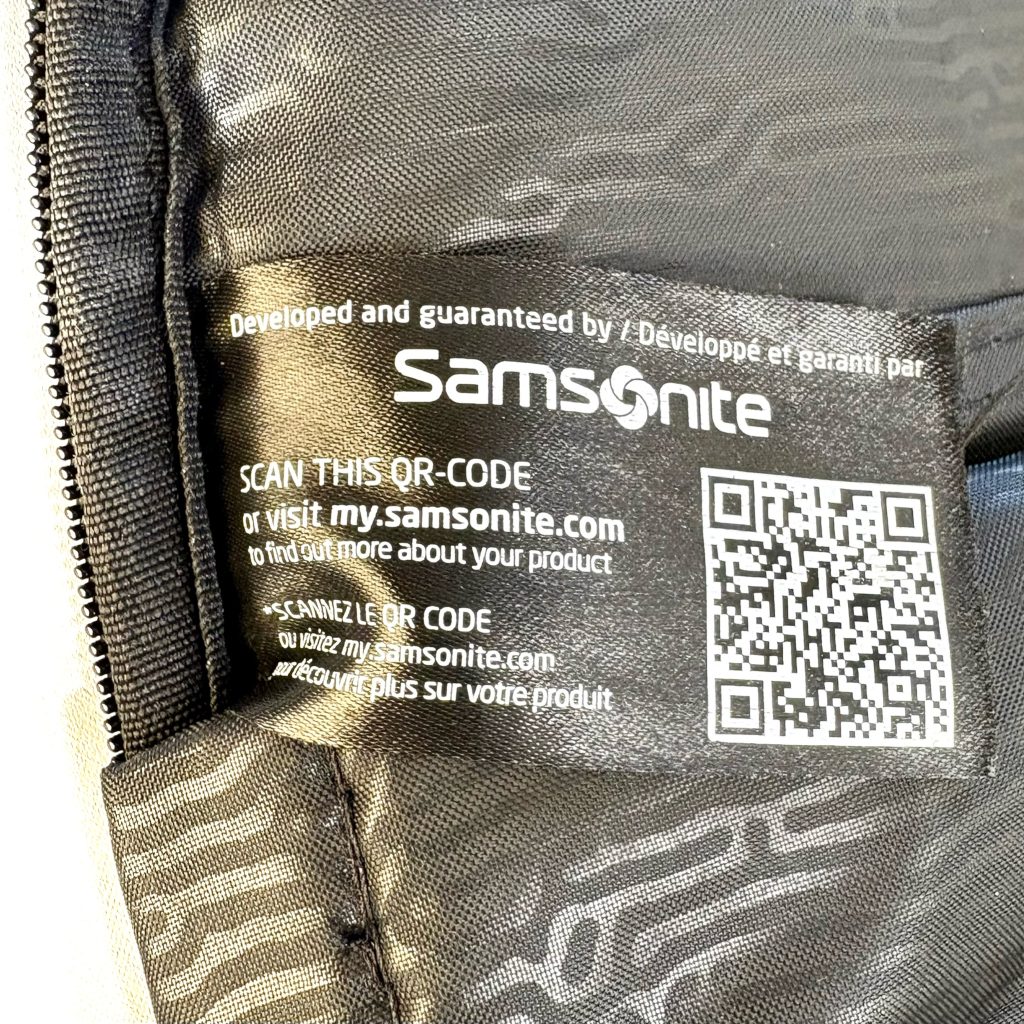 Developed and guaranteed by / Développé et garanti par
Samsonite
SCAN THIS QR-CODE
or visit my.samsonite.com
to find out more about your product
*SCANNEZ LE QR CODE
ou visitez my.samsonite.com
pour découvrir plus sur votre produit